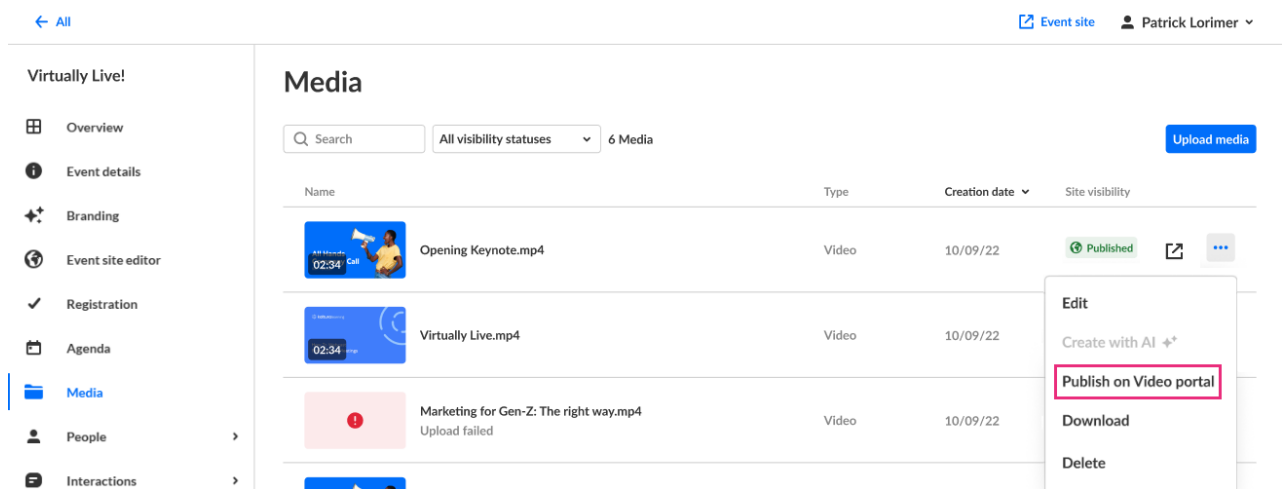 ← All
Event site
Patrick Lorimer
Virtually Live!
Overview
Event details
Branding
Event site editor
Registration
Agenda
Media
People
Interactions
Media
Search
All visibility statuses
6 Media
Upload media
Name Type Creation date Site visibility
All Hands
Call
02:34
Opening Keynote.mp4 Video 10/09/22 Published
02:34
Virtually Live.mp4 Video 10/09/22
Marketing for Gen-Z: The right way.mp4 Video 10/09/22
Upload failed
Edit
Create with AI
Publish on Video portal
Download
Delete